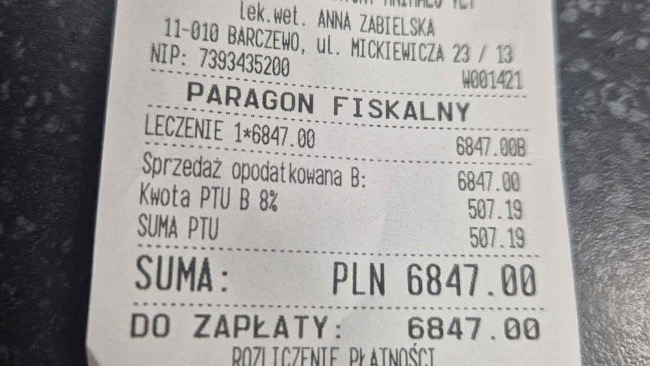 lek.wet. ANNA ZABIELSKA
11-010 BARCZEWO, ul. MICKIEWICZA 23 / 13
NIP: 7393435200
W001421
PARAGON FISKALNY
LECZENIE 1*6847.00 6847.00B
Sprzedaż opodatkowana B: 6847.00
Kwota PTU B 8% 507.19
SUMA PTU 507.19
SUMA: PLN 6847.00
DO ZAPŁATY: 6847.00
ROZLICZENIE PŁATNOŚCI